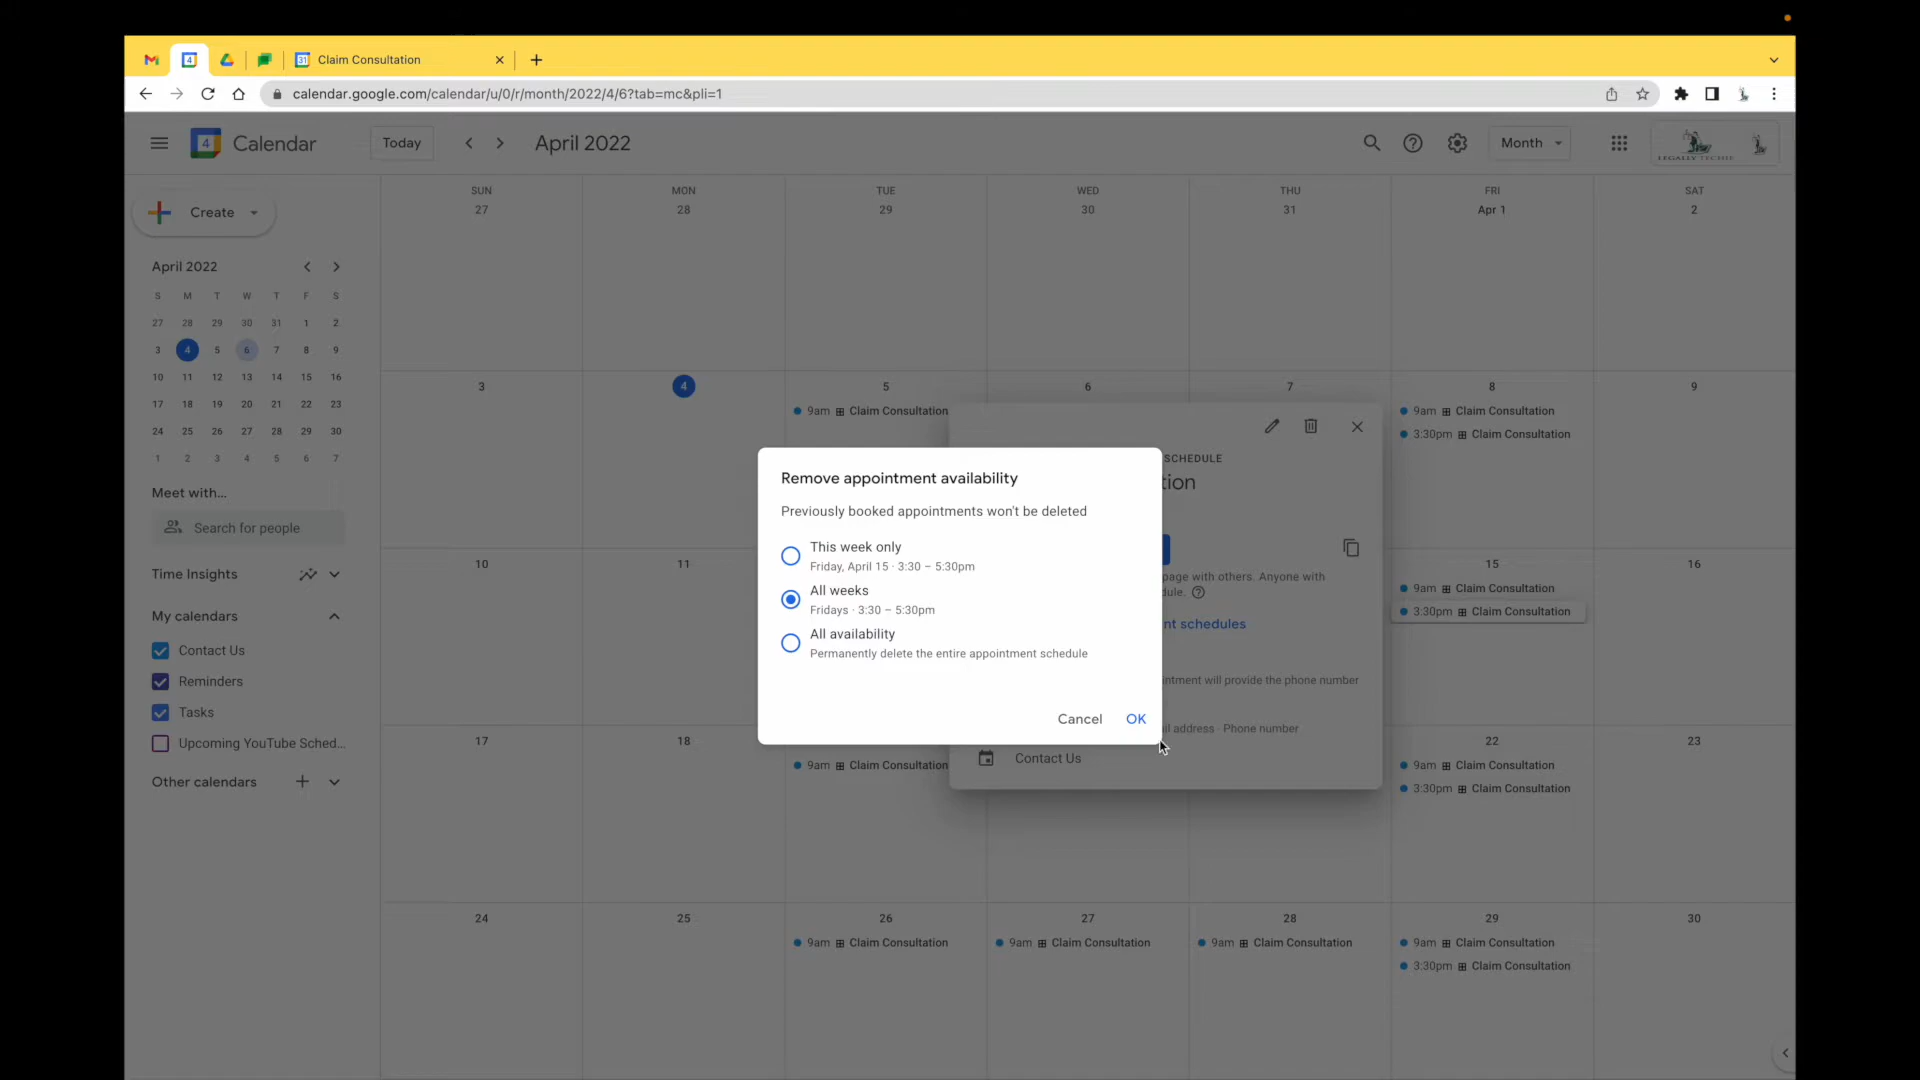 4
31 Claim Consultation
calendar.google.com/calendar/u/0/r/month/2022/4/6?tab=mc&pli=1
4 Calendar Today April 2022 Month
LEGALLY TECHIE
Create
April 2022
S M T W T F S
27 28 29 30 31 1 2
3 4 5 6 7 8 9
10 11 12 13 14 15 16
17 18 19 20 21 22 23
24 25 26 27 28 29 30
1 2 3 4 5 6 7
Meet with...
Search for people
Time Insights
My calendars
Contact Us
Reminders
Tasks
Upcoming YouTube Sched...
Other calendars
SUN MON TUE WED THU FRI SAT
27 28 29 30 31 Apr 1 2
3 4 5 6 7 8 9
9am Claim Consultation
9am Claim Consultation
3:30pm Claim Consultation
SCHEDULE
tion
page with others. Anyone with
dule.
nt schedules
intment will provide the phone number
il address · Phone number
Contact Us
Remove appointment availability
Previously booked appointments won't be deleted
This week only
Friday, April 15 · 3:30 – 5:30pm
All weeks
Fridays · 3:30 – 5:30pm
All availability
Permanently delete the entire appointment schedule
Cancel OK
10 11 15 16
9am Claim Consultation
3:30pm Claim Consultation
17 18 22 23
9am Claim Consultation
9am Claim Consultation
3:30pm Claim Consultation
24 25 26 27 28 29 30
9am Claim Consultation
9am Claim Consultation
9am Claim Consultation
9am Claim Consultation
3:30pm Claim Consultation